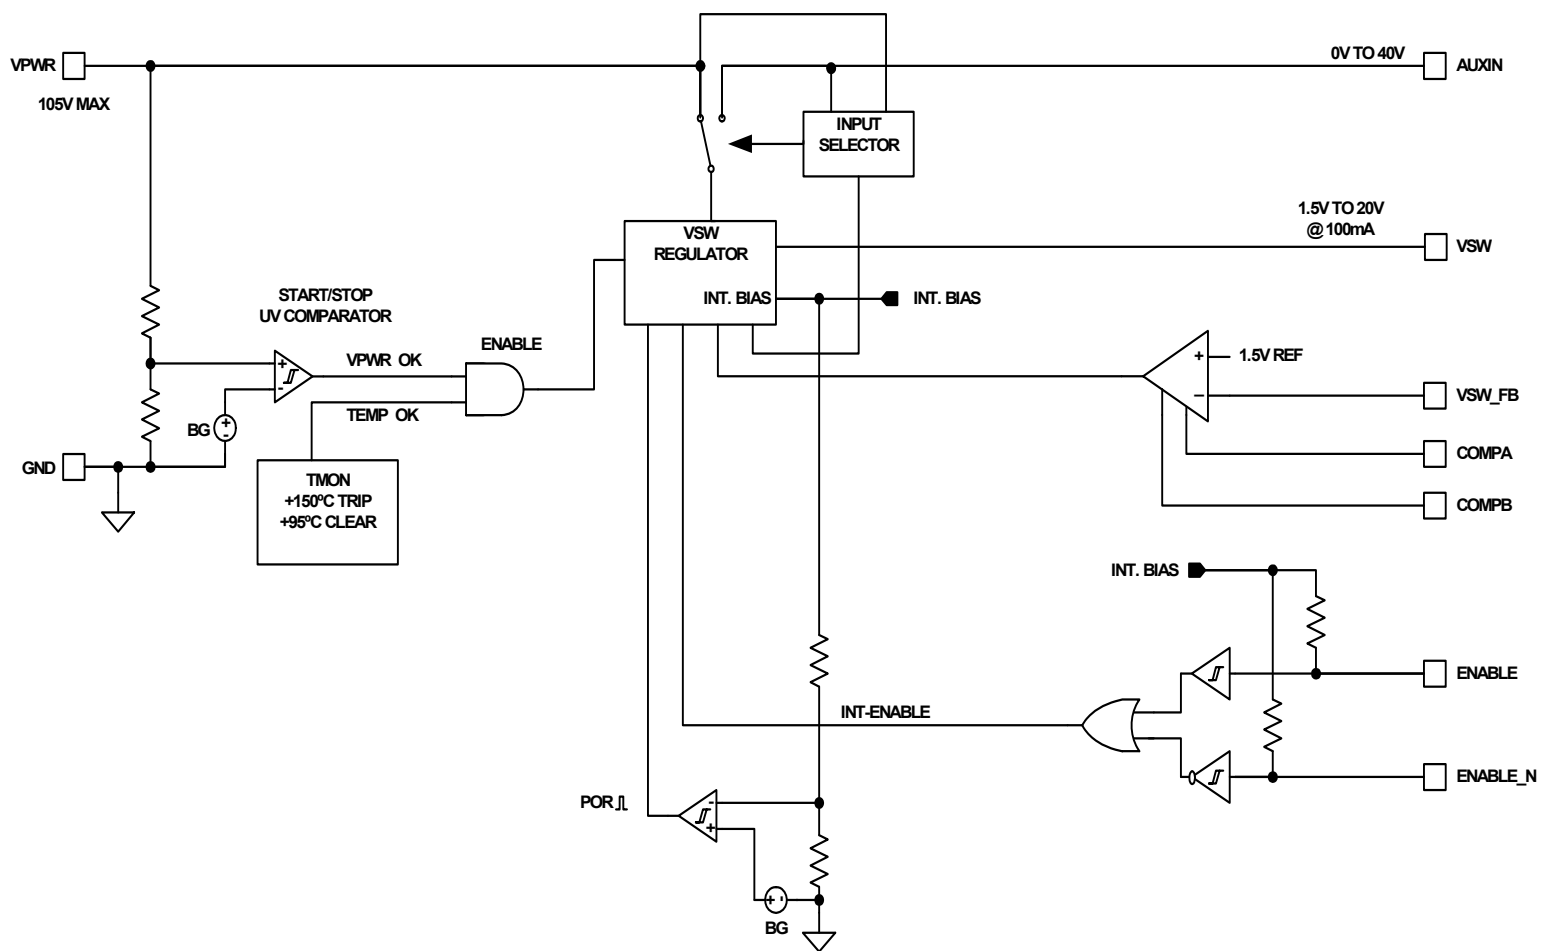 VPWR
105V MAX
0V TO 40V
AUXIN
INPUT
SELECTOR
1.5V TO 20V
@ 100mA
VSW
VSW
REGULATOR
INT. BIAS
INT. BIAS
START/STOP
UV COMPARATOR
ENABLE
VPWR OK
TEMP OK
+
-
+
-
BG
GND
TMON
+150ºC TRIP
+95ºC CLEAR
+
1.5V REF
–
VSW_FB
COMPA
COMPB
INT. BIAS
ENABLE
INT-ENABLE
ENABLE_N
POR
-
+
+ -
BG